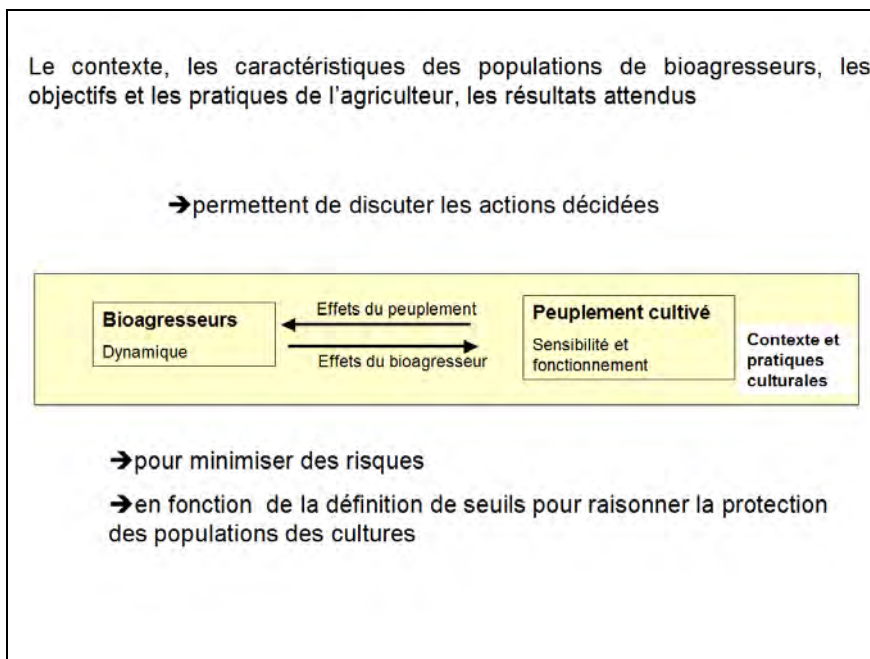 Le contexte, les caractéristiques des populations de bioagresseurs, les
objectifs et les pratiques de l'agriculteur, les résultats attendus
➔permettent de discuter les actions décidées
Bioagresseurs
Dynamique
Effets du peuplement
Effets du bioagresseur
Peuplement cultivé
Sensibilité et
fonctionnement
Contexte et
pratiques
culturales
➔pour minimiser des risques
➔en fonction de la définition de seuils pour raisonner la protection
des populations des cultures